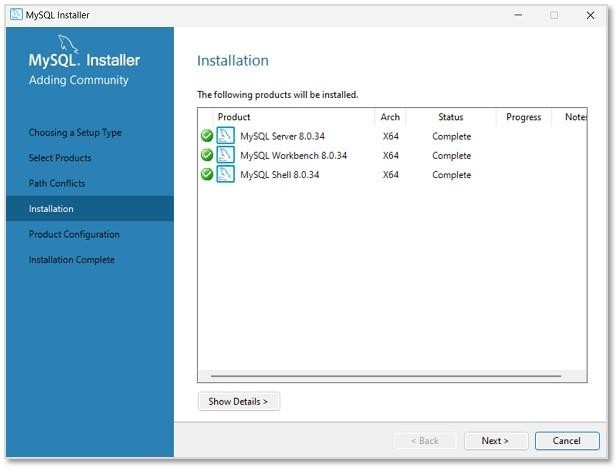 MySQL Installer
MySQL. Installer
Adding Community
Choosing a Setup Type
Select Products
Path Conflicts
Installation
Product Configuration
Installation Complete
Installation
The following products will be installed.
Product Arch Status Progress Notes
MySQL Server 8.0.34 X64 Complete
MySQL Workbench 8.0.34 X64 Complete
MySQL Shell 8.0.34 X64 Complete
Show Details >
< Back Next > Cancel